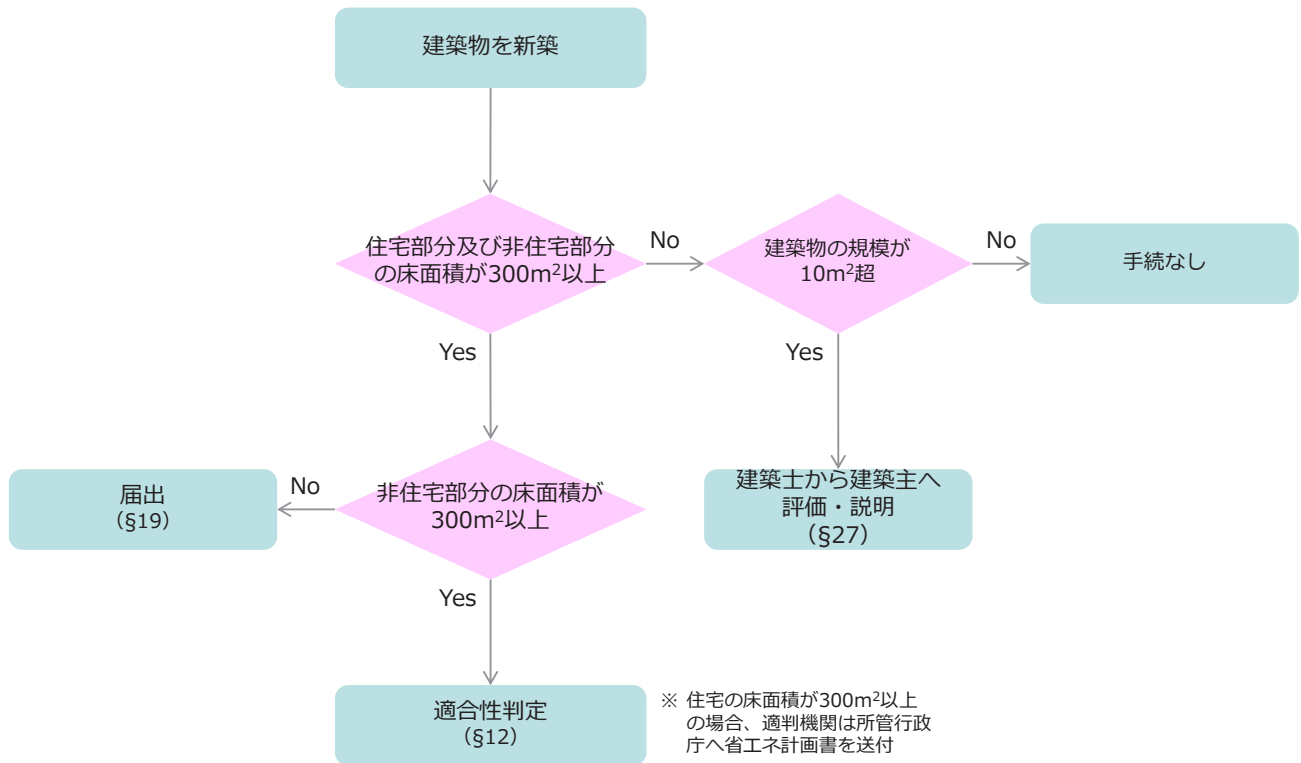 建築物を新築
住宅部分及び非住宅部分
の床面積が300m²以上
No
建築物の規模が
10m²超
No
手続なし
Yes
Yes
届出
（§19）
No
非住宅部分の床面積が
300m²以上
建築士から建築主へ
評価・説明
（§27）
Yes
適合性判定
（§12）
※ 住宅の床面積が300m²以上
の場合、適判機関は所管行政
庁へ省エネ計画書を送付